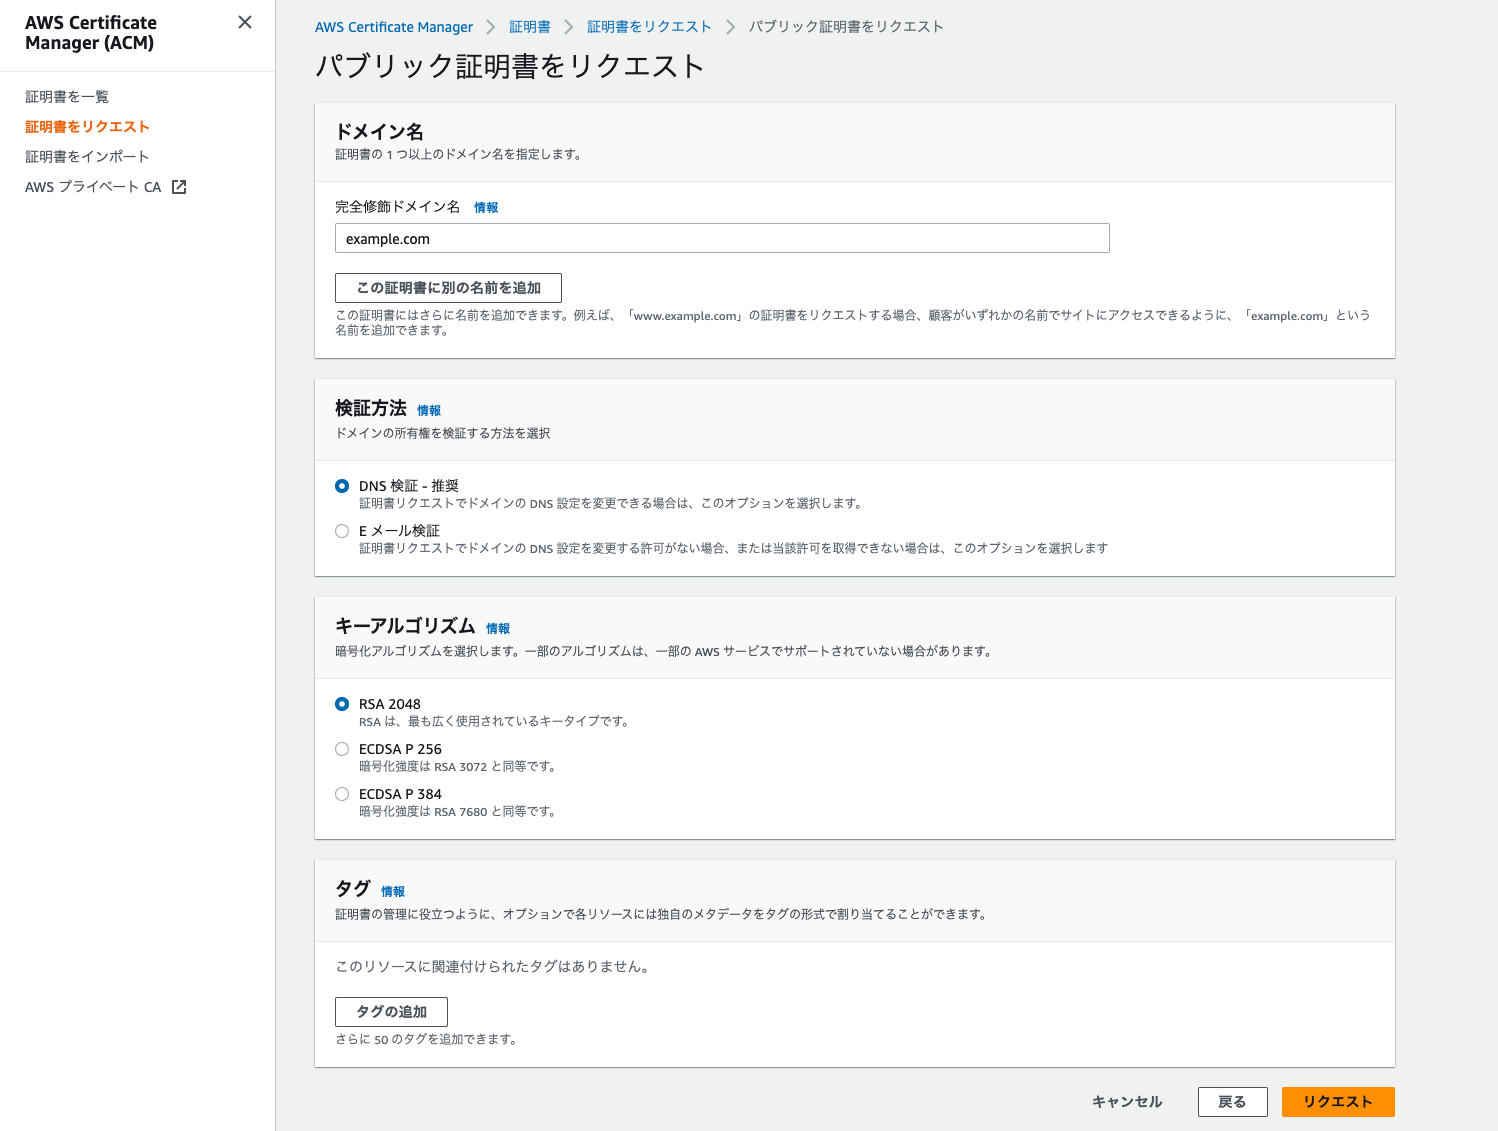 AWS Certificate
Manager (ACM)
証明書を一覧
証明書をリクエスト
証明書をインポート
AWS プライベート CA
AWS Certificate Manager > 証明書 > 証明書をリクエスト > パブリック証明書をリクエスト
パブリック証明書をリクエスト
ドメイン名
証明書の 1 つ以上のドメイン名を指定します。
完全修飾ドメイン名 情報
example.com
この証明書に別の名前を追加
この証明書にはさらに名前を追加できます。例えば、「www.example.com」の証明書をリクエストする場合、顧客がいずれかの名前でサイトにアクセスできるように、「example.com」という
名前を追加できます。
検証方法 情報
ドメインの所有権を検証する方法を選択
DNS 検証 - 推奨
証明書リクエストでドメインの DNS 設定を変更できる場合は、このオプションを選択します。
E メール検証
証明書リクエストでドメインの DNS 設定を変更する許可がない場合、または当該許可を取得できない場合は、このオプションを選択します
キーアルゴリズム 情報
暗号化アルゴリズムを選択します。一部のアルゴリズムは、一部の AWS サービスでサポートされていない場合があります。
RSA 2048
RSA は、最も広く使用されているキータイプです。
ECDSA P 256
暗号化強度は RSA 3072 と同等です。
ECDSA P 384
暗号化強度は RSA 7680 と同等です。
タグ 情報
証明書の管理に役立つように、オプションで各リソースには独自のメタデータをタグの形式で割り当てることができます。
このリソースに関連付けられたタグはありません。
タグの追加
さらに 50 のタグを追加できます。
キャンセル 戻る リクエスト